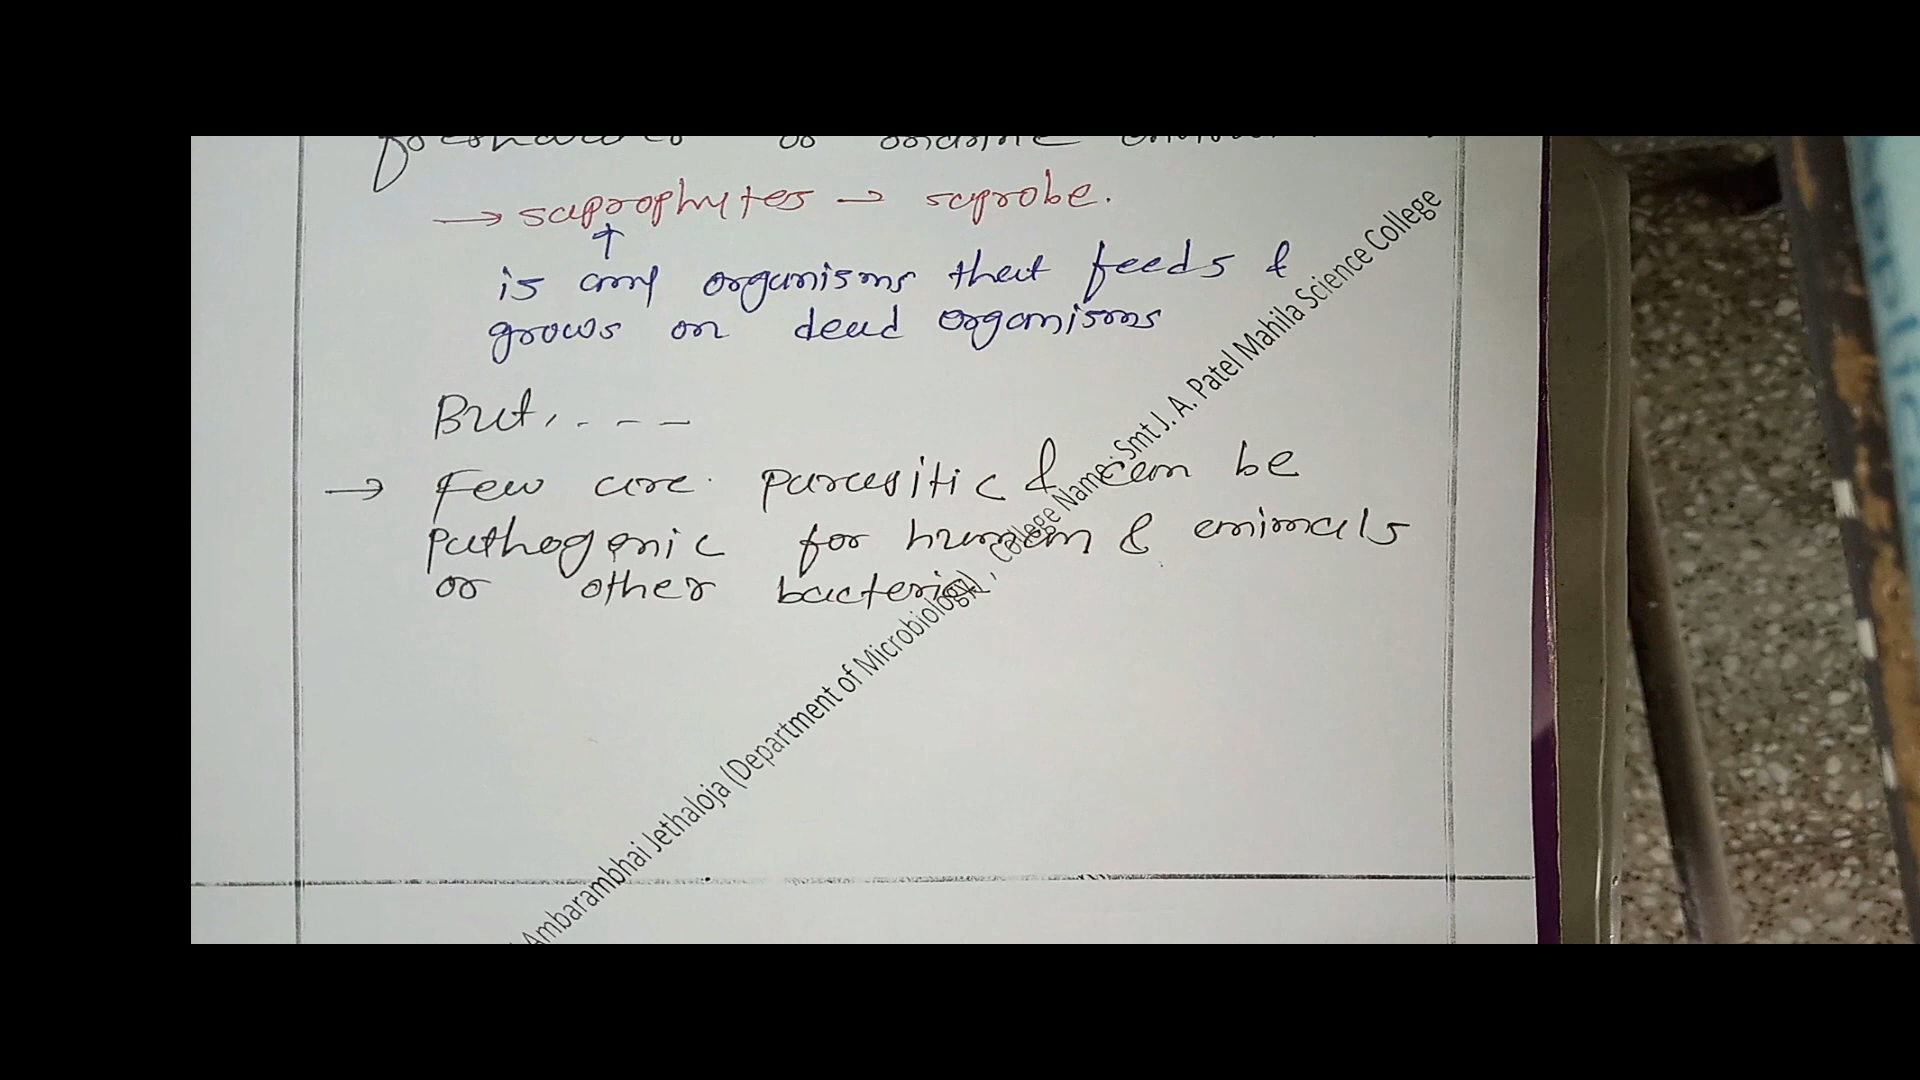 → saprophytes → saprobe.
↑
is any organisms that feeds &
grows on dead organisms
But, - - -
→ Few are parasitic & can be
pathogenic for human & animals
or other bacteria
Ambarambhai Jethaloja (Department of Microbiology) , College Name: Smt J. A. Patel Mahila Science College